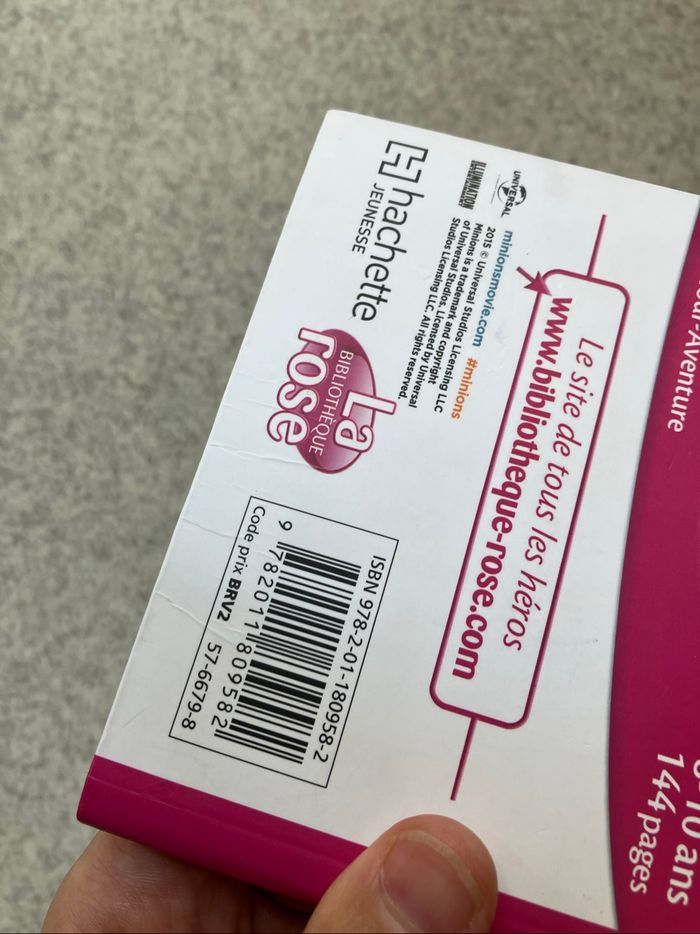 Aventure
10 ans
144 pages
Le site de tous les héros
www.bibliotheque-rose.com
UNIVERSAL
ILLUMINATION
minionsmovie.com #minions
2015 © Universal Studios Licensing LLC
Minions is a trademark and copyright
of Universal Studios. Licensed by Universal
Studios Licensing LLC. All rights reserved.
hachette
JEUNESSE
La
BIBLIOTHÈQUE
rose
ISBN 978-2-01-180958-2
9 782011 809582
Code prix BRV2 57-6679-8